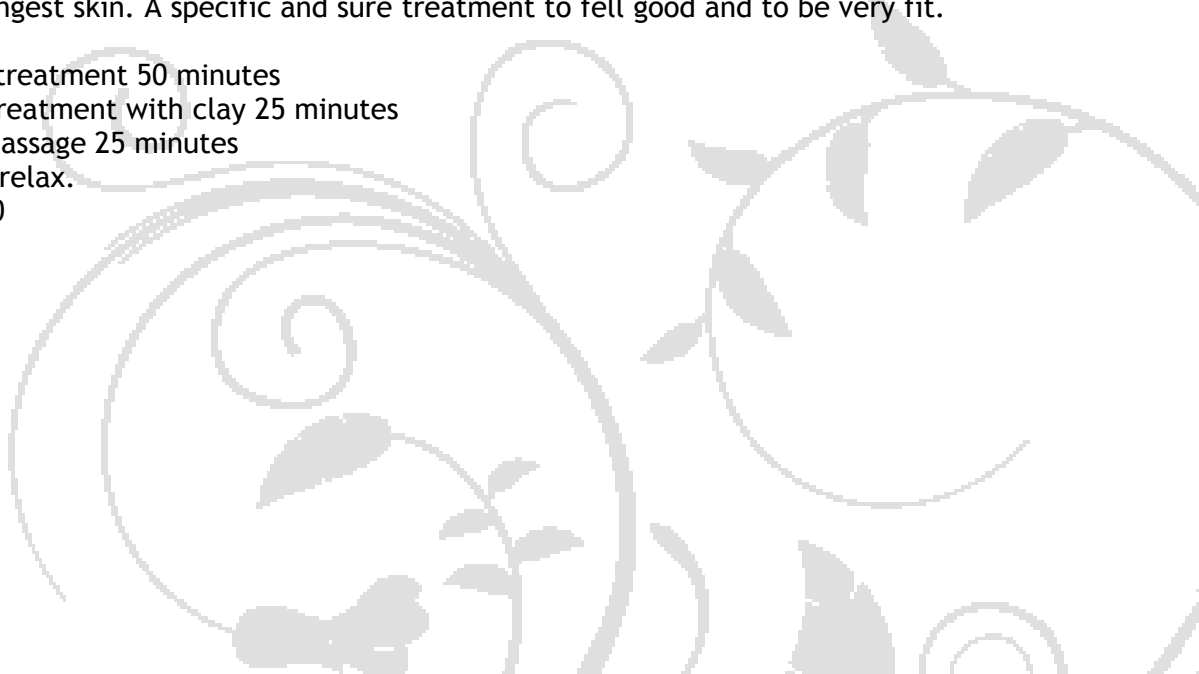 ngest skin. A specific and sure treatment to fell good and to be very fit.
treatment 50 minutes
reatment with clay 25 minutes
assage 25 minutes
relax.
0